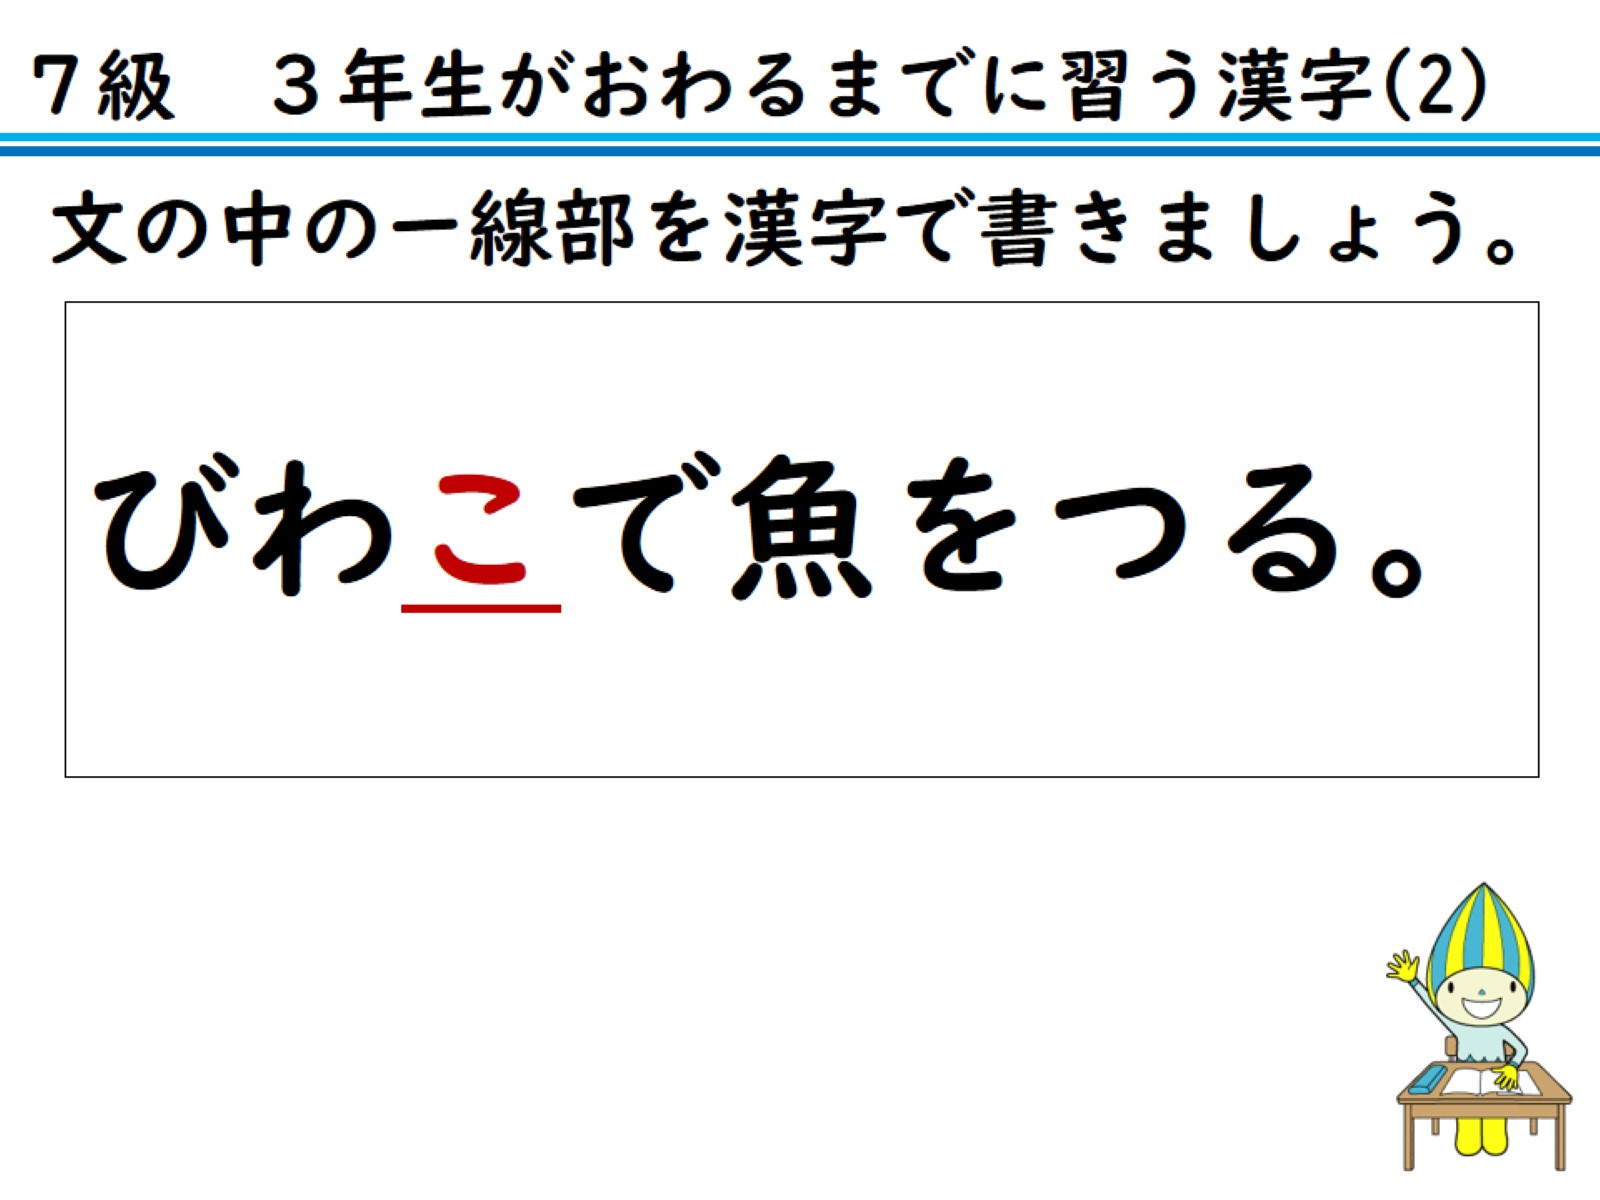 ７級　３年生がおわるまでに習う漢字(2)
文の中の一線部を漢字で書きましょう。
びわこで魚をつる。